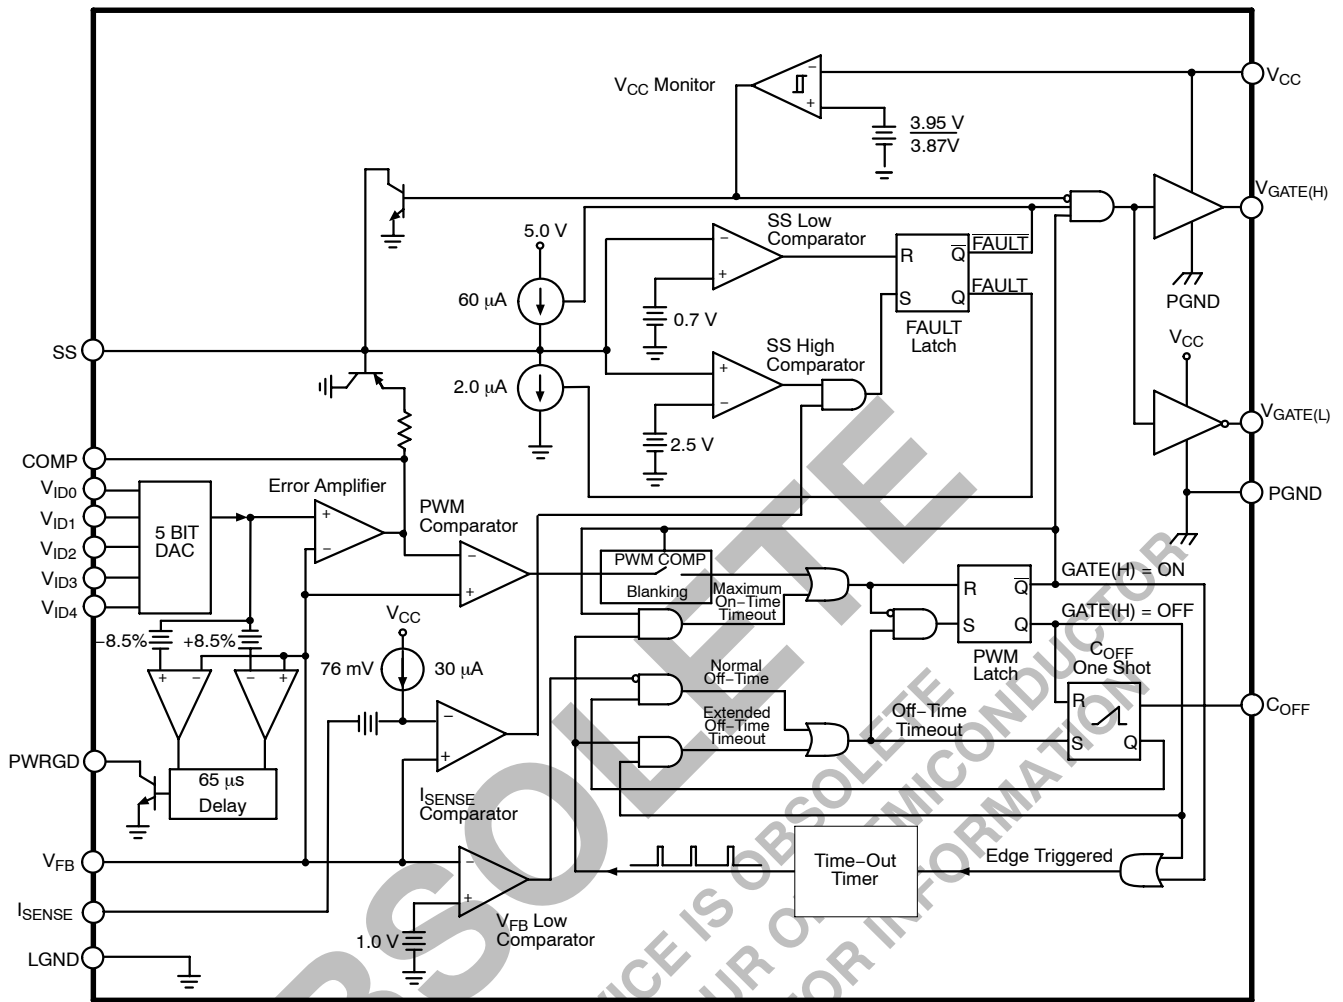 VCC Monitor
−
+
3.95 V
3.87V
VCC
VGATE(H)
PGND
5.0 V
60 μA
SS Low
Comparator
−
+
0.7 V
R
S
Q
Q
FAULT
FAULT
FAULT
Latch
SS
2.0 μA
SS High
Comparator
+
−
2.5 V
VCC
VGATE(L)
PGND
COMP
VID0
VID1
VID2
VID3
VID4
5 BIT
DAC
Error Amplifier
+
−
PWM
Comparator
−
+
PWM COMP
Blanking
Maximum
On−Time
Timeout
R
S
Q
Q
GATE(H) = ON
GATE(H) = OFF
PWM
Latch
−8.5%
+8.5%
+
−
−
+
VCC
76 mV
30 μA
−
+
ISENSE
Comparator
Normal
Off−Time
Extended
Off−Time
Timeout
Off−Time
Timeout
COFF
One Shot
R
S
Q
COFF
PWRGD
65 μs
Delay
VFB
−
+
VFB Low
Comparator
1.0 V
Time−Out
Timer
Edge Triggered
ISENSE
LGND
OBSOLETE
VICE IS OBSOLETE
UR ON SEMICONDUCTOR
FOR INFORMATION